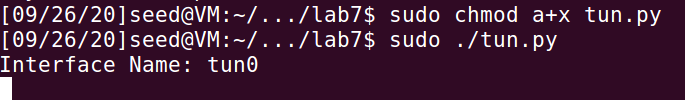 [09/26/20]seed@VM:~/.../lab7$ sudo chmod a+x tun.py
[09/26/20]seed@VM:~/.../lab7$ sudo ./tun.py
Interface Name: tun0